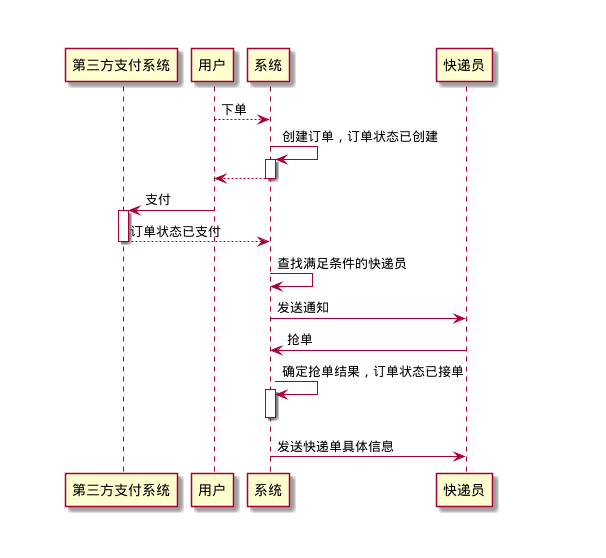 第三方支付系统
用户
系统
快递员
下单
创建订单，订单状态已创建
支付
订单状态已支付
查找满足条件的快递员
发送通知
抢单
确定抢单结果，订单状态已接单
发送快递单具体信息
第三方支付系统
用户
系统
快递员